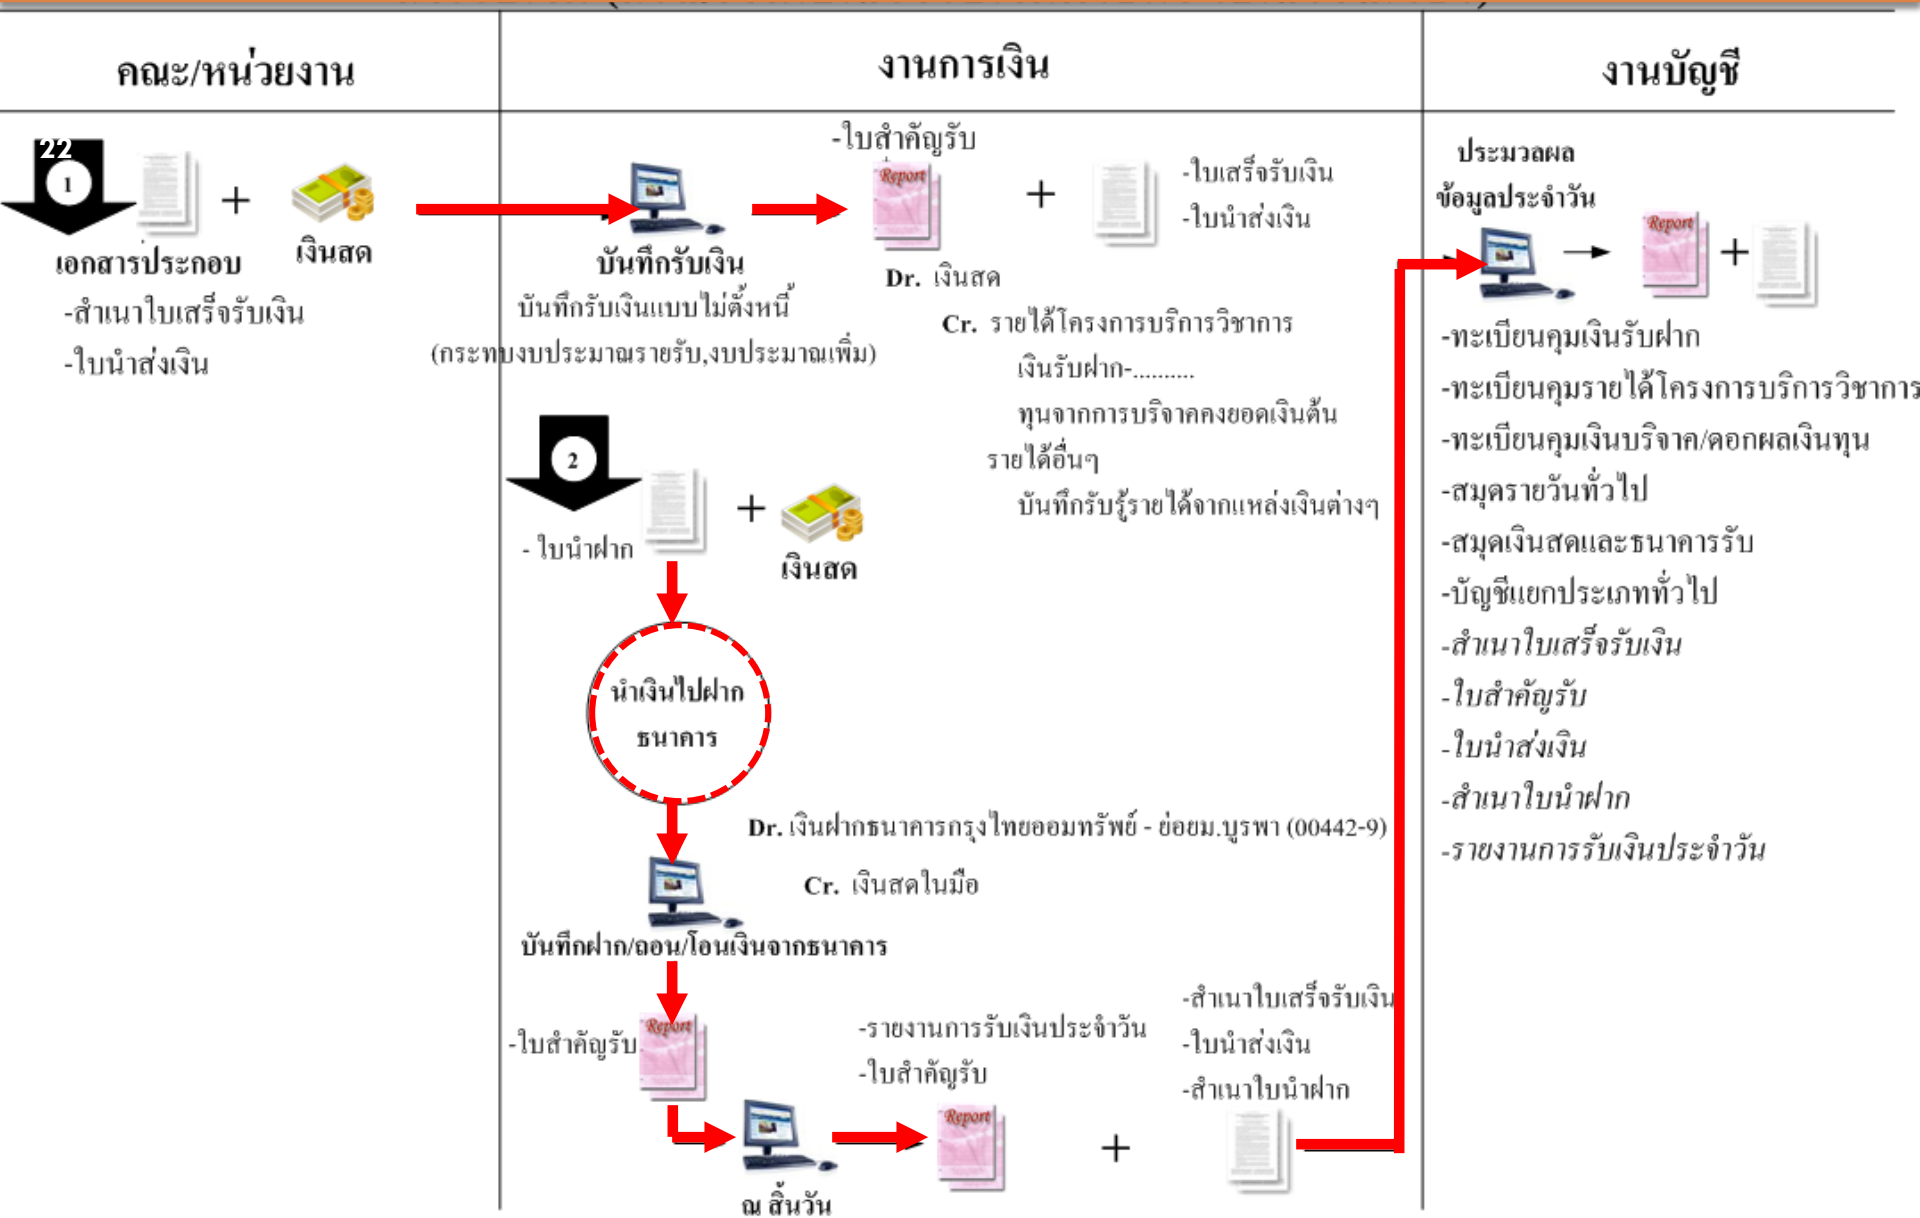 คณะ/หน่วยงาน
งานการเงิน
งานบัญชี
22
1
+
เงินสด
เอกสารประกอบ
-สำเนาใบเสร็จรับเงิน
-ใบนำส่งเงิน
บันทึกรับเงิน
บันทึกรับเงินแบบไม่ตั้งหนี้
(กระทบงบประมาณรายรับ,งบประมาณเพิ่ม)
-ใบสำคัญรับ
Report
+
-ใบเสร็จรับเงิน
-ใบนำส่งเงิน
Dr. เงินสด
Cr. รายได้โครงการบริการวิชาการ
เงินรับฝาก-..........
ทุนจากการบริจาคคงยอดเงินต้น
รายได้อื่นๆ
บันทึกรับรู้รายได้จากแหล่งเงินต่างๆ
2
+
- ใบนำฝาก
เงินสด
นำเงินไปฝาก
ธนาคาร
Dr. เงินฝากธนาคารกรุงไทยออมทรัพย์ - ย่อยม.บูรพา (00442-9)
Cr. เงินสดในมือ
บันทึกฝาก/ถอน/โอนเงินจากธนาคาร
-ใบสำคัญรับ
Report
ณ สิ้นวัน
-รายงานการรับเงินประจำวัน
-ใบสำคัญรับ
Report
+
-สำเนาใบเสร็จรับเงิน
-ใบนำส่งเงิน
-สำเนาใบนำฝาก
ประมวลผล
ข้อมูลประจำวัน
Report
+
-ทะเบียนคุมเงินรับฝาก
-ทะเบียนคุมรายได้โครงการบริการวิชาการ
-ทะเบียนคุมเงินบริจาค/ดอกผลเงินทุน
-สมุดรายวันทั่วไป
-สมุดเงินสดและธนาคารรับ
-บัญชีแยกประเภททั่วไป
-สำเนาใบเสร็จรับเงิน
-ใบสำคัญรับ
-ใบนำส่งเงิน
-สำเนาใบนำฝาก
-รายงานการรับเงินประจำวัน